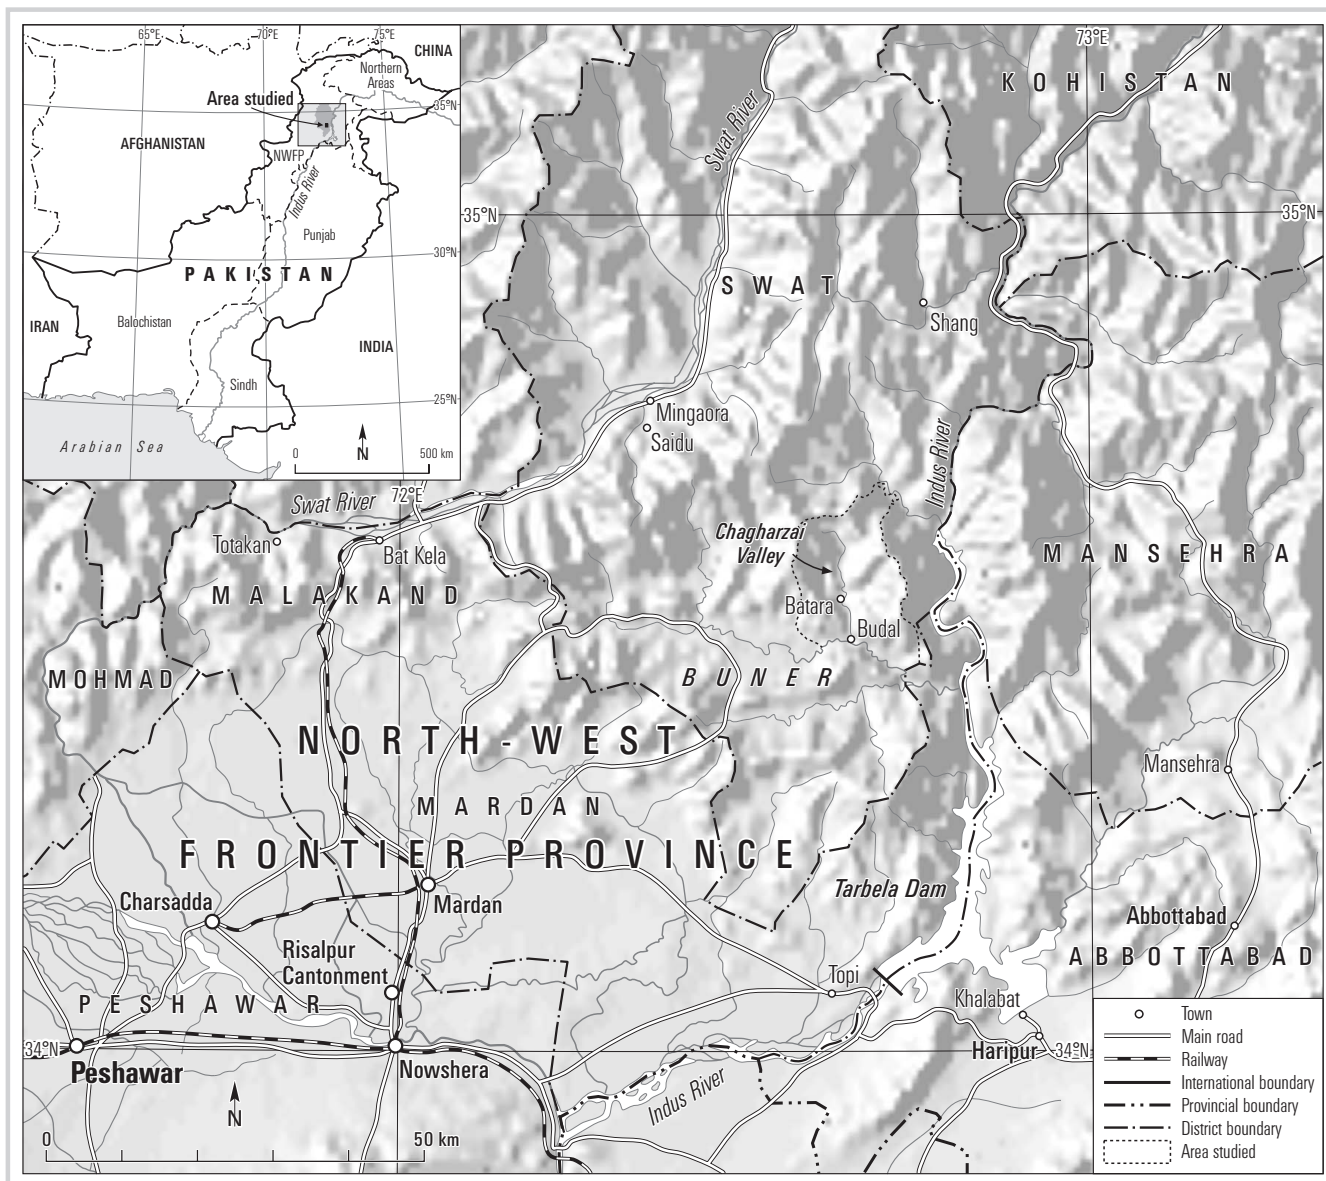 65°E
70°E
75°E
CHINA
Northern
Areas
Area studied
35°N
AFGHANISTAN
NWFP
Indus River
Punjab
30°N
PAKISTAN
IRAN
Balochistan
INDIA
Sindh
25°N
Arabian Sea
N
0
500 km
73°E
KOHISTAN
Swat River
35°N
35°N
SWAT
Shang
Mingaora
Saidu
Indus River
Swat River
72°E
Totakan
Bat Kela
Chagharzai
Valley
MANSEHRA
MALAKAND
Batara
Budal
MOHMAD
BUNER
NORTH-WEST
Mansehra
MARDAN
FRONTIER PROVINCE
Charsadda
Mardan
Tarbela Dam
Abbottabad
Risalpur
Cantonment
ABBOTTABAD
Topi
Khalabat
PESHAWAR
34°N
Haripur
34°N
Peshawar
Nowshera
Indus River
N
0
50 km
Town
Main road
Railway
International boundary
Provincial boundary
District boundary
Area studied